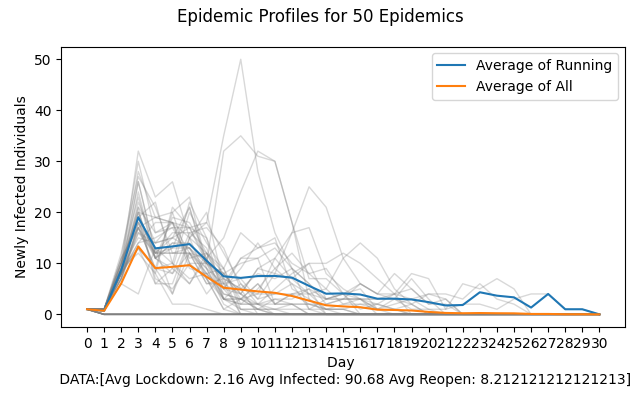 Epidemic Profiles for 50 Epidemics
Newly Infected Individuals
50
40
30
20
10
0
Average of Running
Average of All
0 1 2 3 4 5 6 7 8 9 10 11 12 13 14 15 16 17 18 19 20 21 22 23 24 25 26 27 28 29 30
Day
DATA:[Avg Lockdown: 2.16 Avg Infected: 90.68 Avg Reopen: 8.212121212121213]